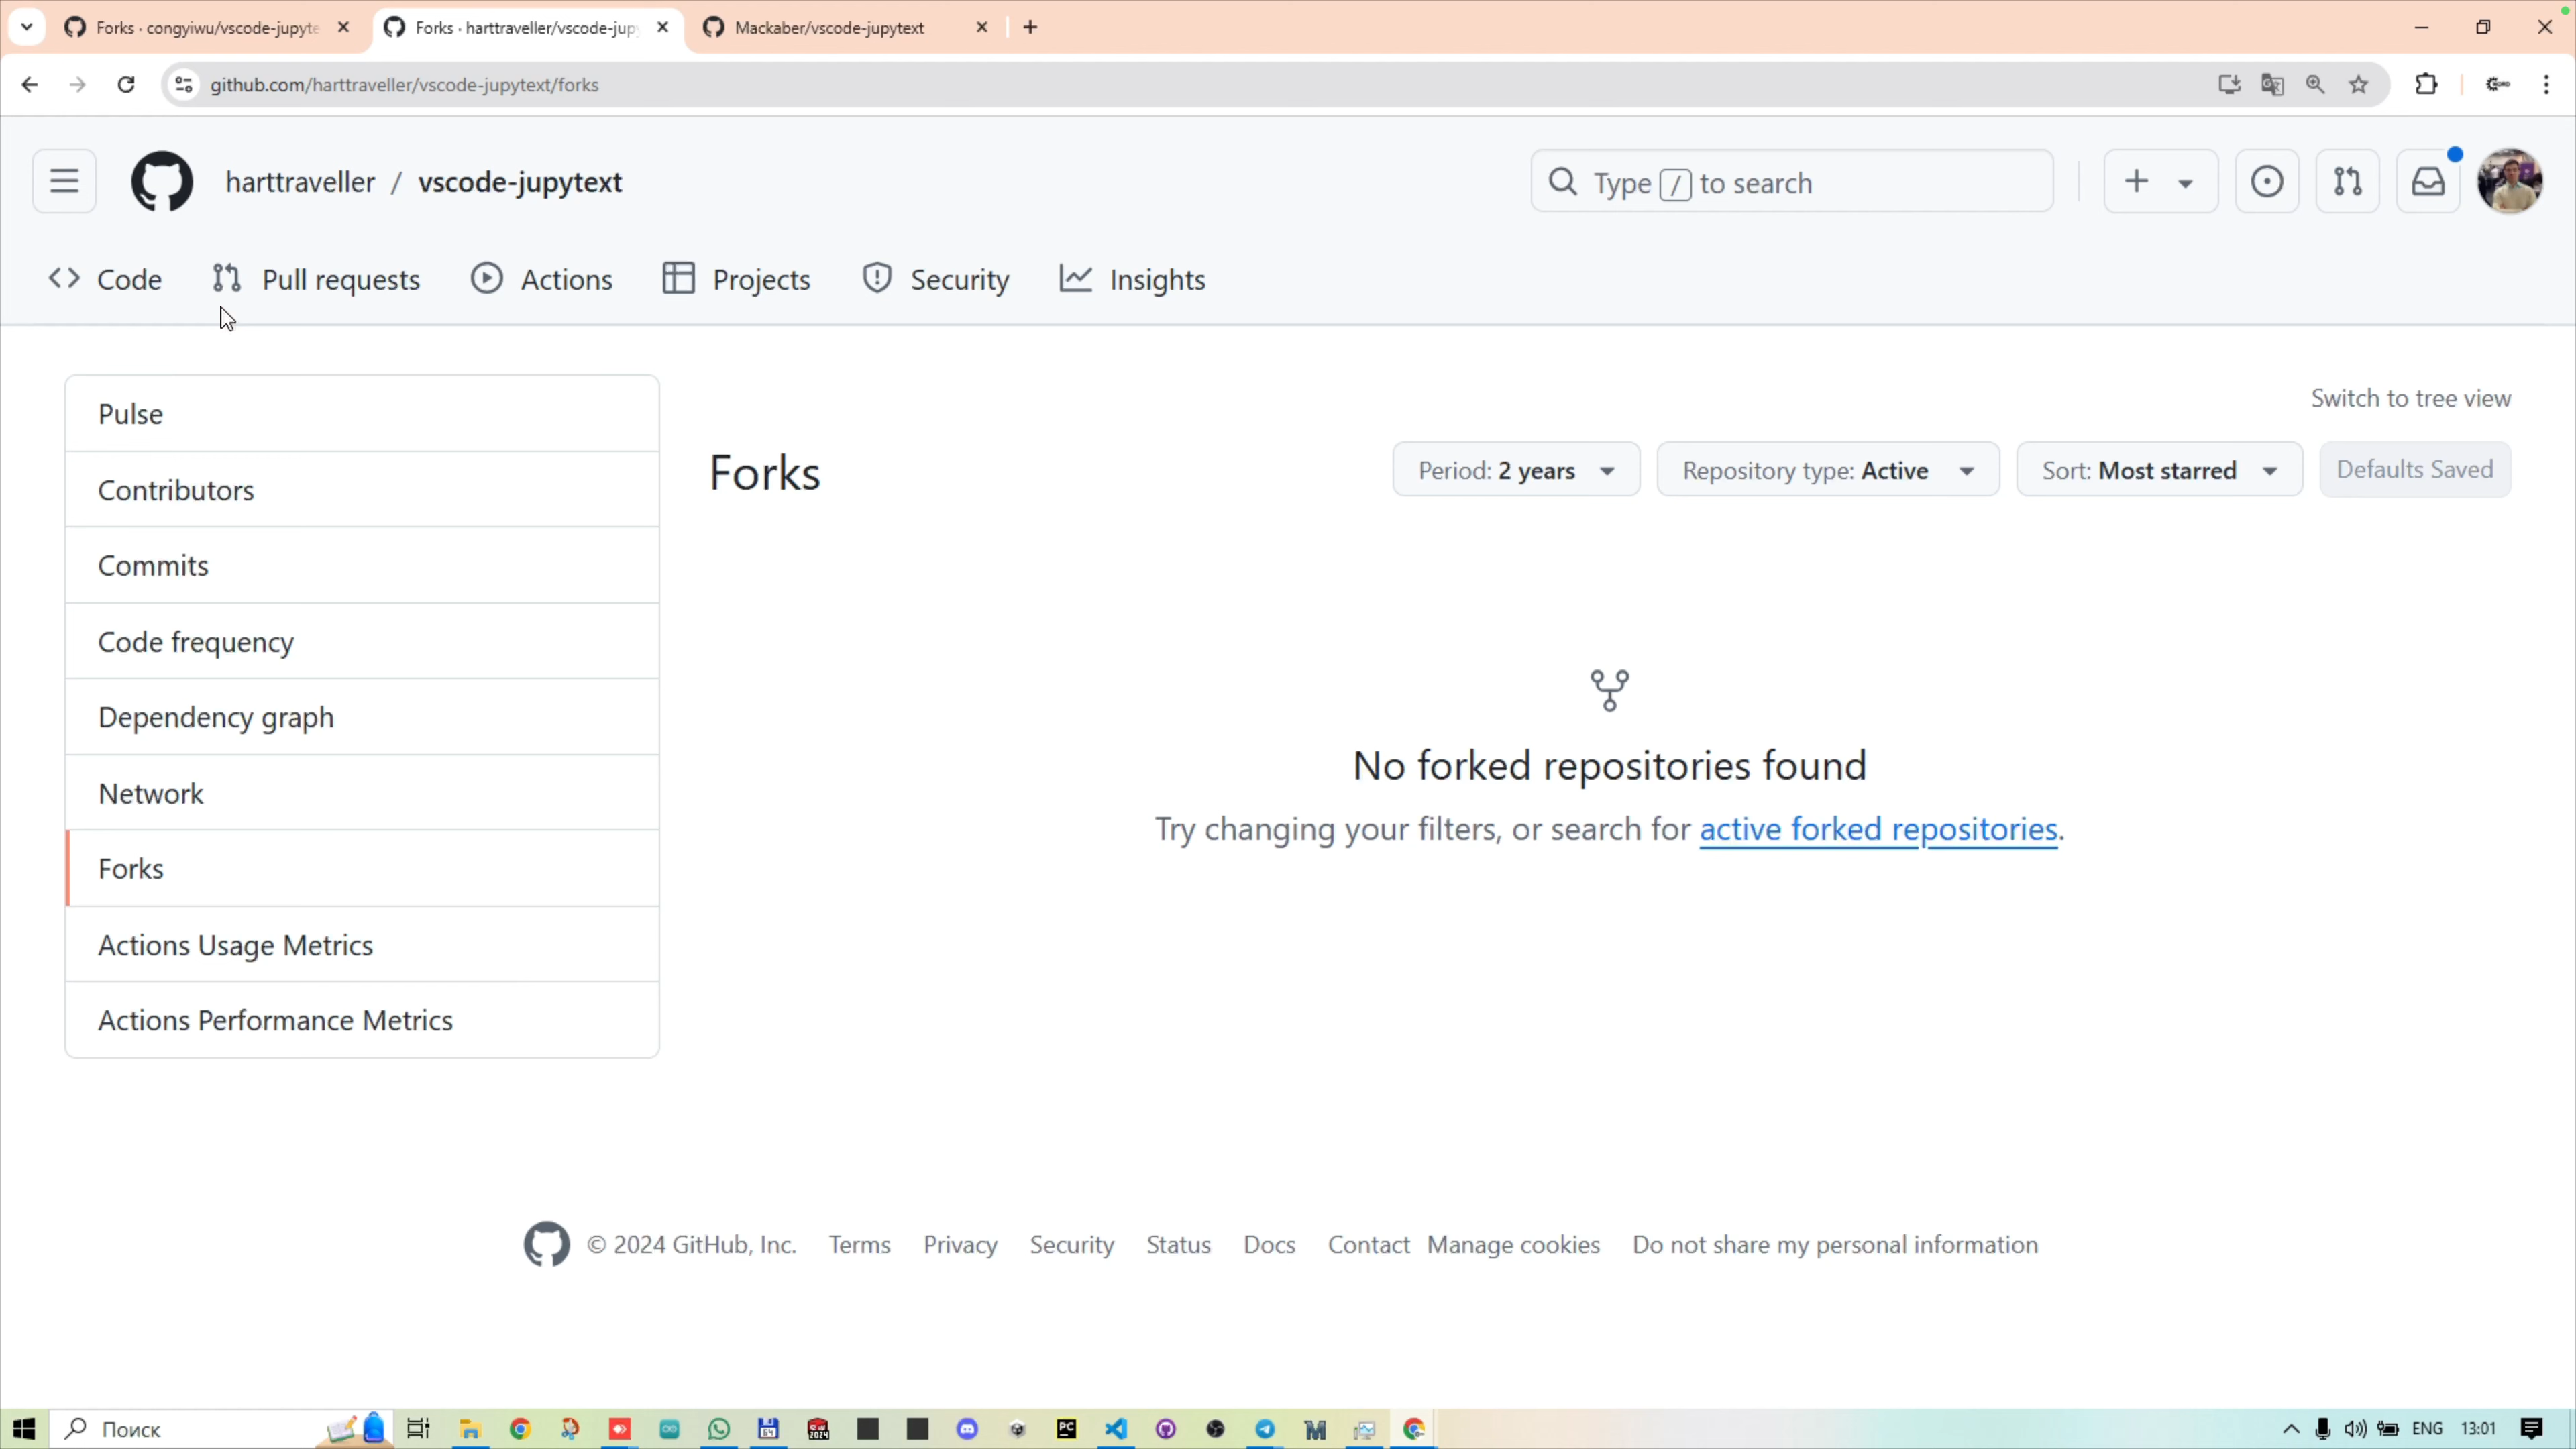 Forks · congyiwu/vscode-jupyte
Forks · harttraveller/vscode-jup
Mackaber/vscode-jupytext
github.com/harttraveller/vscode-jupytext/forks
harttraveller / vscode-jupytext
Type / to search
Code
Pull requests
Actions
Projects
Security
Insights
Pulse
Contributors
Commits
Code frequency
Dependency graph
Network
Forks
Actions Usage Metrics
Actions Performance Metrics
Switch to tree view
Forks
Period: 2 years
Repository type: Active
Sort: Most starred
Defaults Saved
No forked repositories found
Try changing your filters, or search for active forked repositories.
© 2024 GitHub, Inc.
Terms
Privacy
Security
Status
Docs
Contact
Manage cookies
Do not share my personal information
Поиск
ENG
13:01